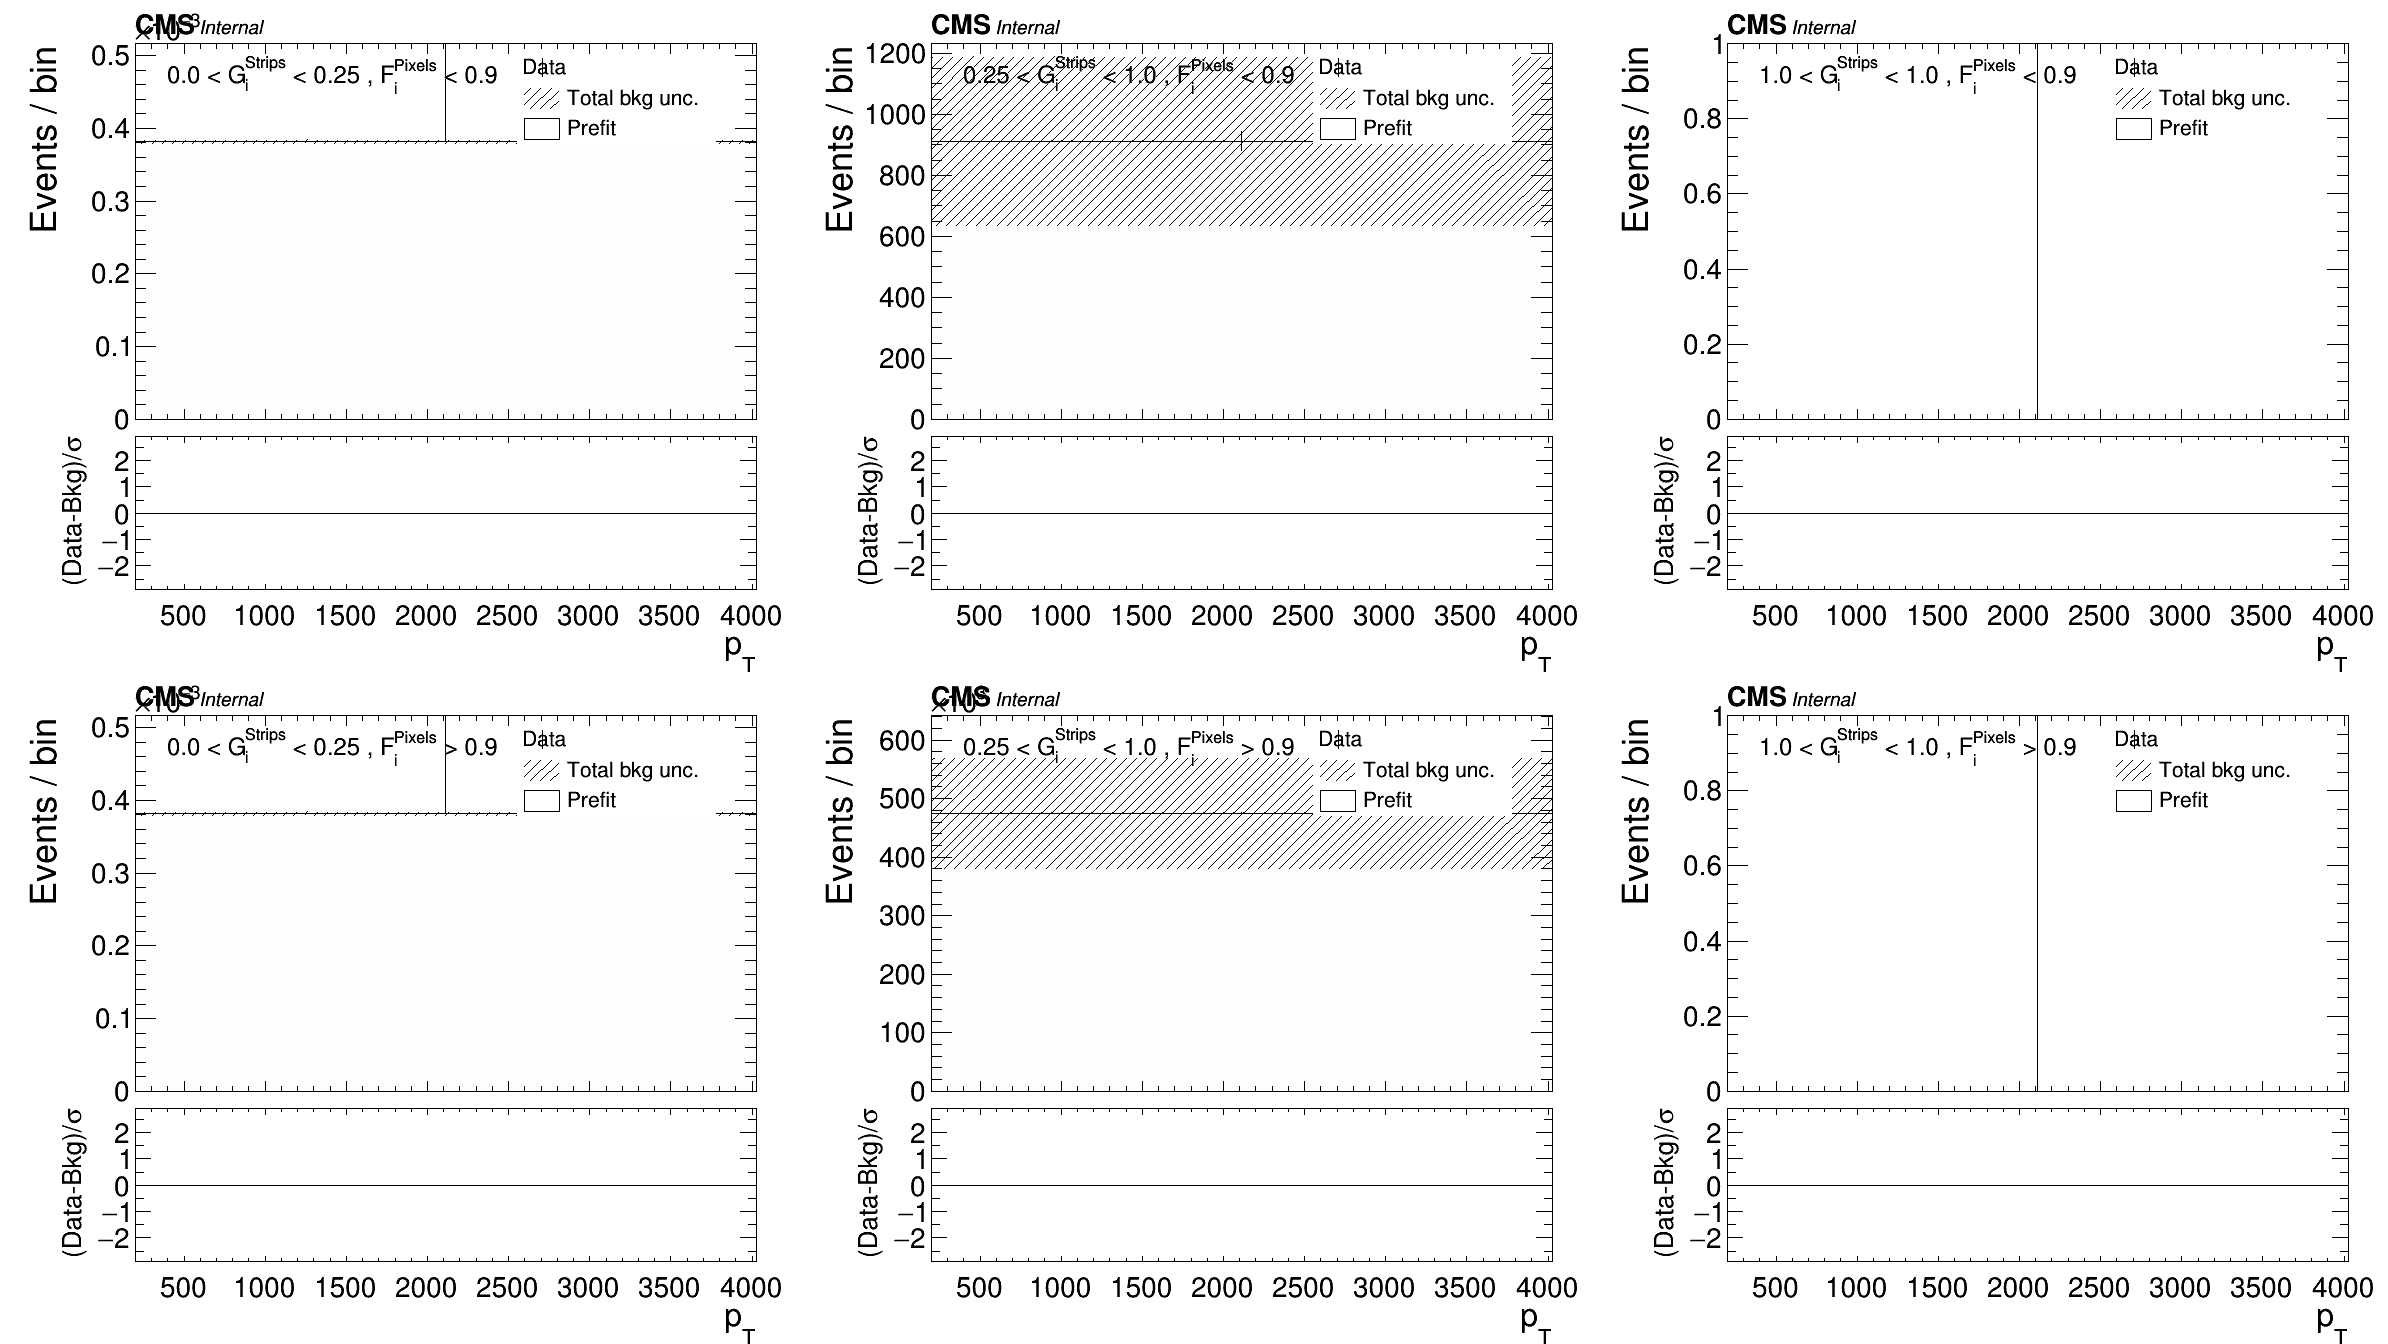 CMS Internal
0.0 < G_i^Strips < 0.25 , F_i^Pixels < 0.9
Data
Total bkg unc.
Prefit
Events / bin
0.5
0.4
0.3
0.2
0.1
0
(Data-Bkg)/σ
2
1
0
−1
−2
500 1000 1500 2000 2500 3000 3500 4000
p_T
CMS Internal
0.25 < G_i^Strips < 1.0 , F_i^Pixels < 0.9
Data
Total bkg unc.
Prefit
Events / bin
1200
1000
800
600
400
200
0
(Data-Bkg)/σ
2
1
0
−1
−2
500 1000 1500 2000 2500 3000 3500 4000
p_T
CMS Internal
1.0 < G_i^Strips < 1.0 , F_i^Pixels < 0.9
Data
Total bkg unc.
Prefit
Events / bin
1
0.8
0.6
0.4
0.2
0
(Data-Bkg)/σ
2
1
0
−1
−2
500 1000 1500 2000 2500 3000 3500 4000
p_T
CMS Internal
0.0 < G_i^Strips < 0.25 , F_i^Pixels > 0.9
Data
Total bkg unc.
Prefit
Events / bin
0.5
0.4
0.3
0.2
0.1
0
(Data-Bkg)/σ
2
1
0
−1
−2
500 1000 1500 2000 2500 3000 3500 4000
p_T
CMS Internal
0.25 < G_i^Strips < 1.0 , F_i^Pixels > 0.9
Data
Total bkg unc.
Prefit
Events / bin
600
500
400
300
200
100
0
(Data-Bkg)/σ
2
1
0
−1
−2
500 1000 1500 2000 2500 3000 3500 4000
p_T
CMS Internal
1.0 < G_i^Strips < 1.0 , F_i^Pixels > 0.9
Data
Total bkg unc.
Prefit
Events / bin
1
0.8
0.6
0.4
0.2
0
(Data-Bkg)/σ
2
1
0
−1
−2
500 1000 1500 2000 2500 3000 3500 4000
p_T